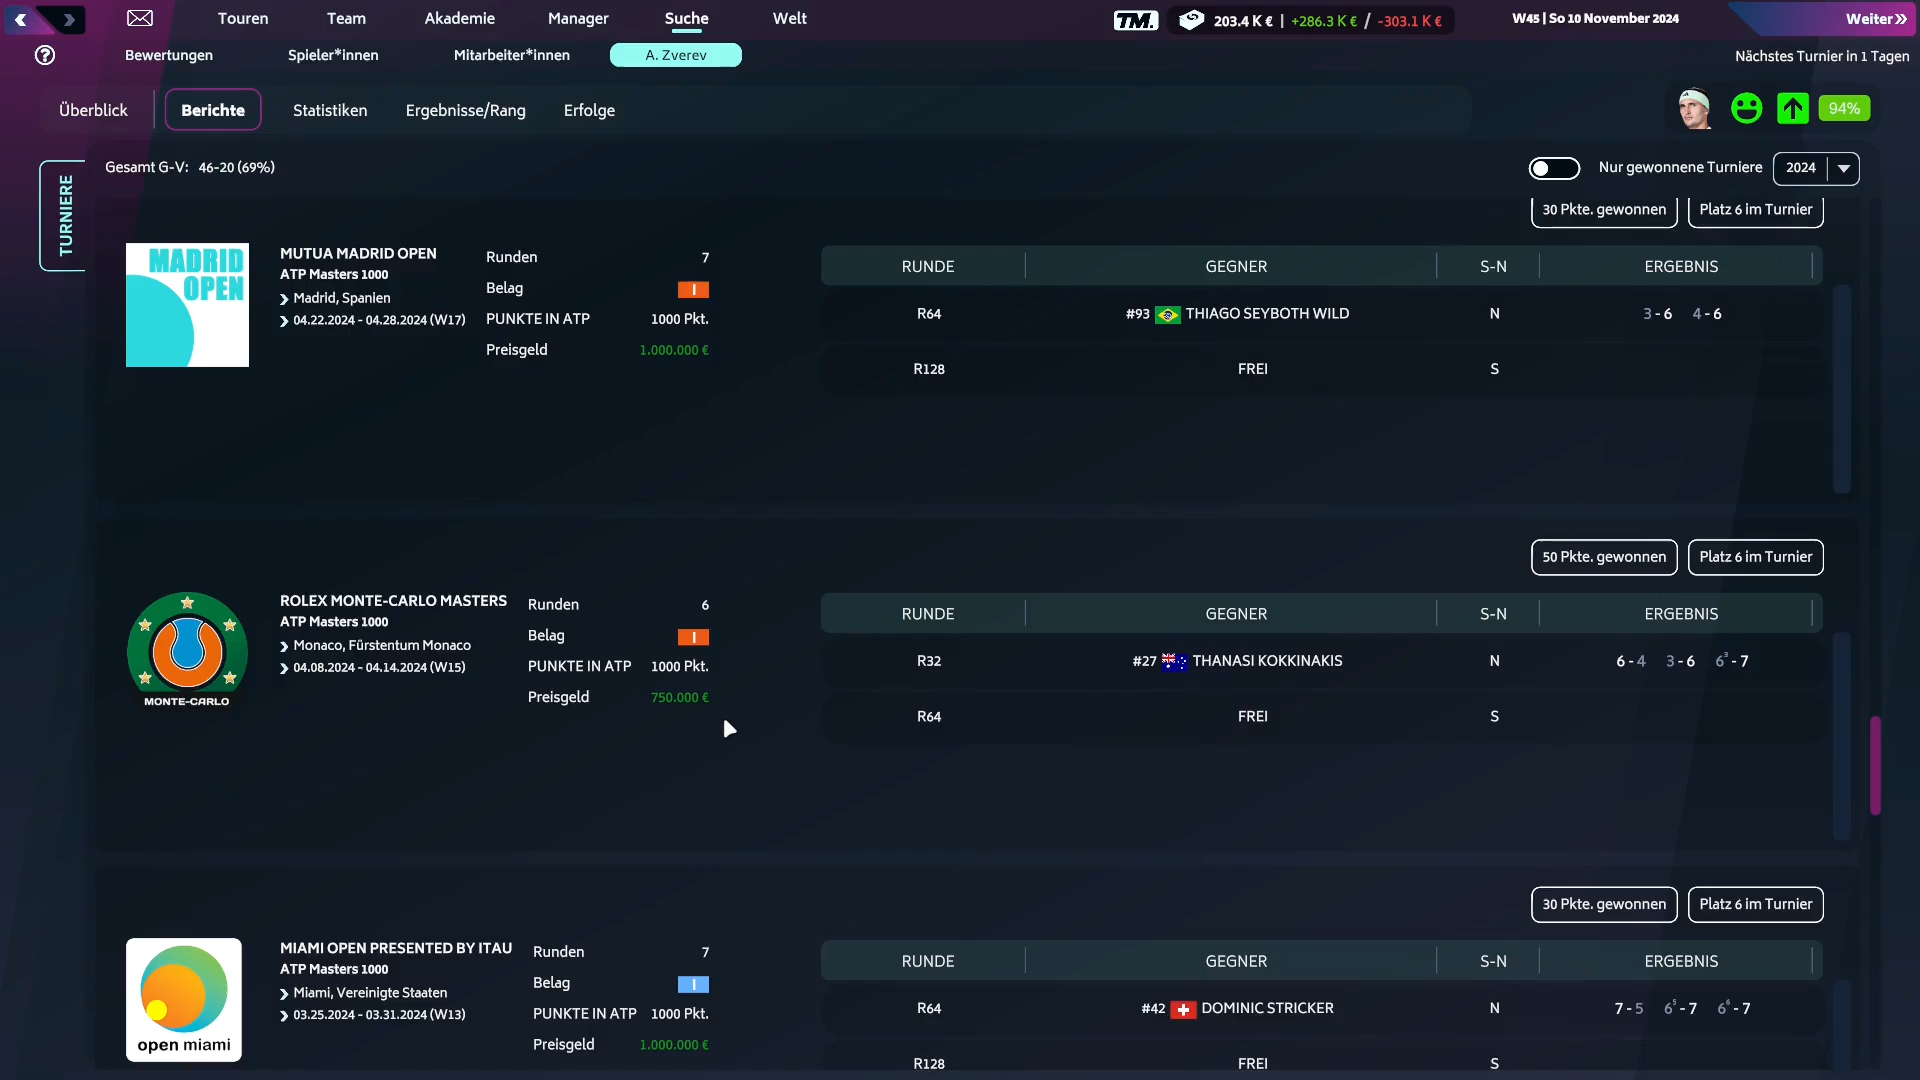 Touren Team Akademie Manager Suche Welt TM. 203.4 K € | +286.3 K € / -303.1 K € W45 | So 10 November 2024 Weiter
Bewertungen Spieler*innen Mitarbeiter*innen A. Zverev Nächstes Turnier in 1 Tagen
Überblick Berichte Statistiken Ergebnisse/Rang Erfolge 94%
TURNIERE
Gesamt G-V: 46-20 (69%) Nur gewonnene Turniere 2024
30 Pkte. gewonnen Platz 6 im Turnier
MADRID
OPEN
MUTUA MADRID OPEN
ATP Masters 1000
Madrid, Spanien
04.22.2024 - 04.28.2024 (W17)
Runden 7
Belag I
PUNKTE IN ATP 1000 Pkt.
Preisgeld 1.000.000 €
RUNDE GEGNER S-N ERGEBNIS
R64 #93 THIAGO SEYBOTH WILD N 3 - 6 4 - 6
R128 FREI S
50 Pkte. gewonnen Platz 6 im Turnier
MONTE-CARLO
ROLEX MONTE-CARLO MASTERS
ATP Masters 1000
Monaco, Fürstentum Monaco
04.08.2024 - 04.14.2024 (W15)
Runden 6
Belag I
PUNKTE IN ATP 1000 Pkt.
Preisgeld 750.000 €
RUNDE GEGNER S-N ERGEBNIS
R32 #27 THANASI KOKKINAKIS N 6 - 4 3 - 6 6³ - 7
R64 FREI S
30 Pkte. gewonnen Platz 6 im Turnier
open miami
MIAMI OPEN PRESENTED BY ITAU
ATP Masters 1000
Miami, Vereinigte Staaten
03.25.2024 - 03.31.2024 (W13)
Runden 7
Belag I
PUNKTE IN ATP 1000 Pkt.
Preisgeld 1.000.000 €
RUNDE GEGNER S-N ERGEBNIS
R64 #42 DOMINIC STRICKER N 7 - 5 6⁵ - 7 6⁶ - 7
R128 FREI S